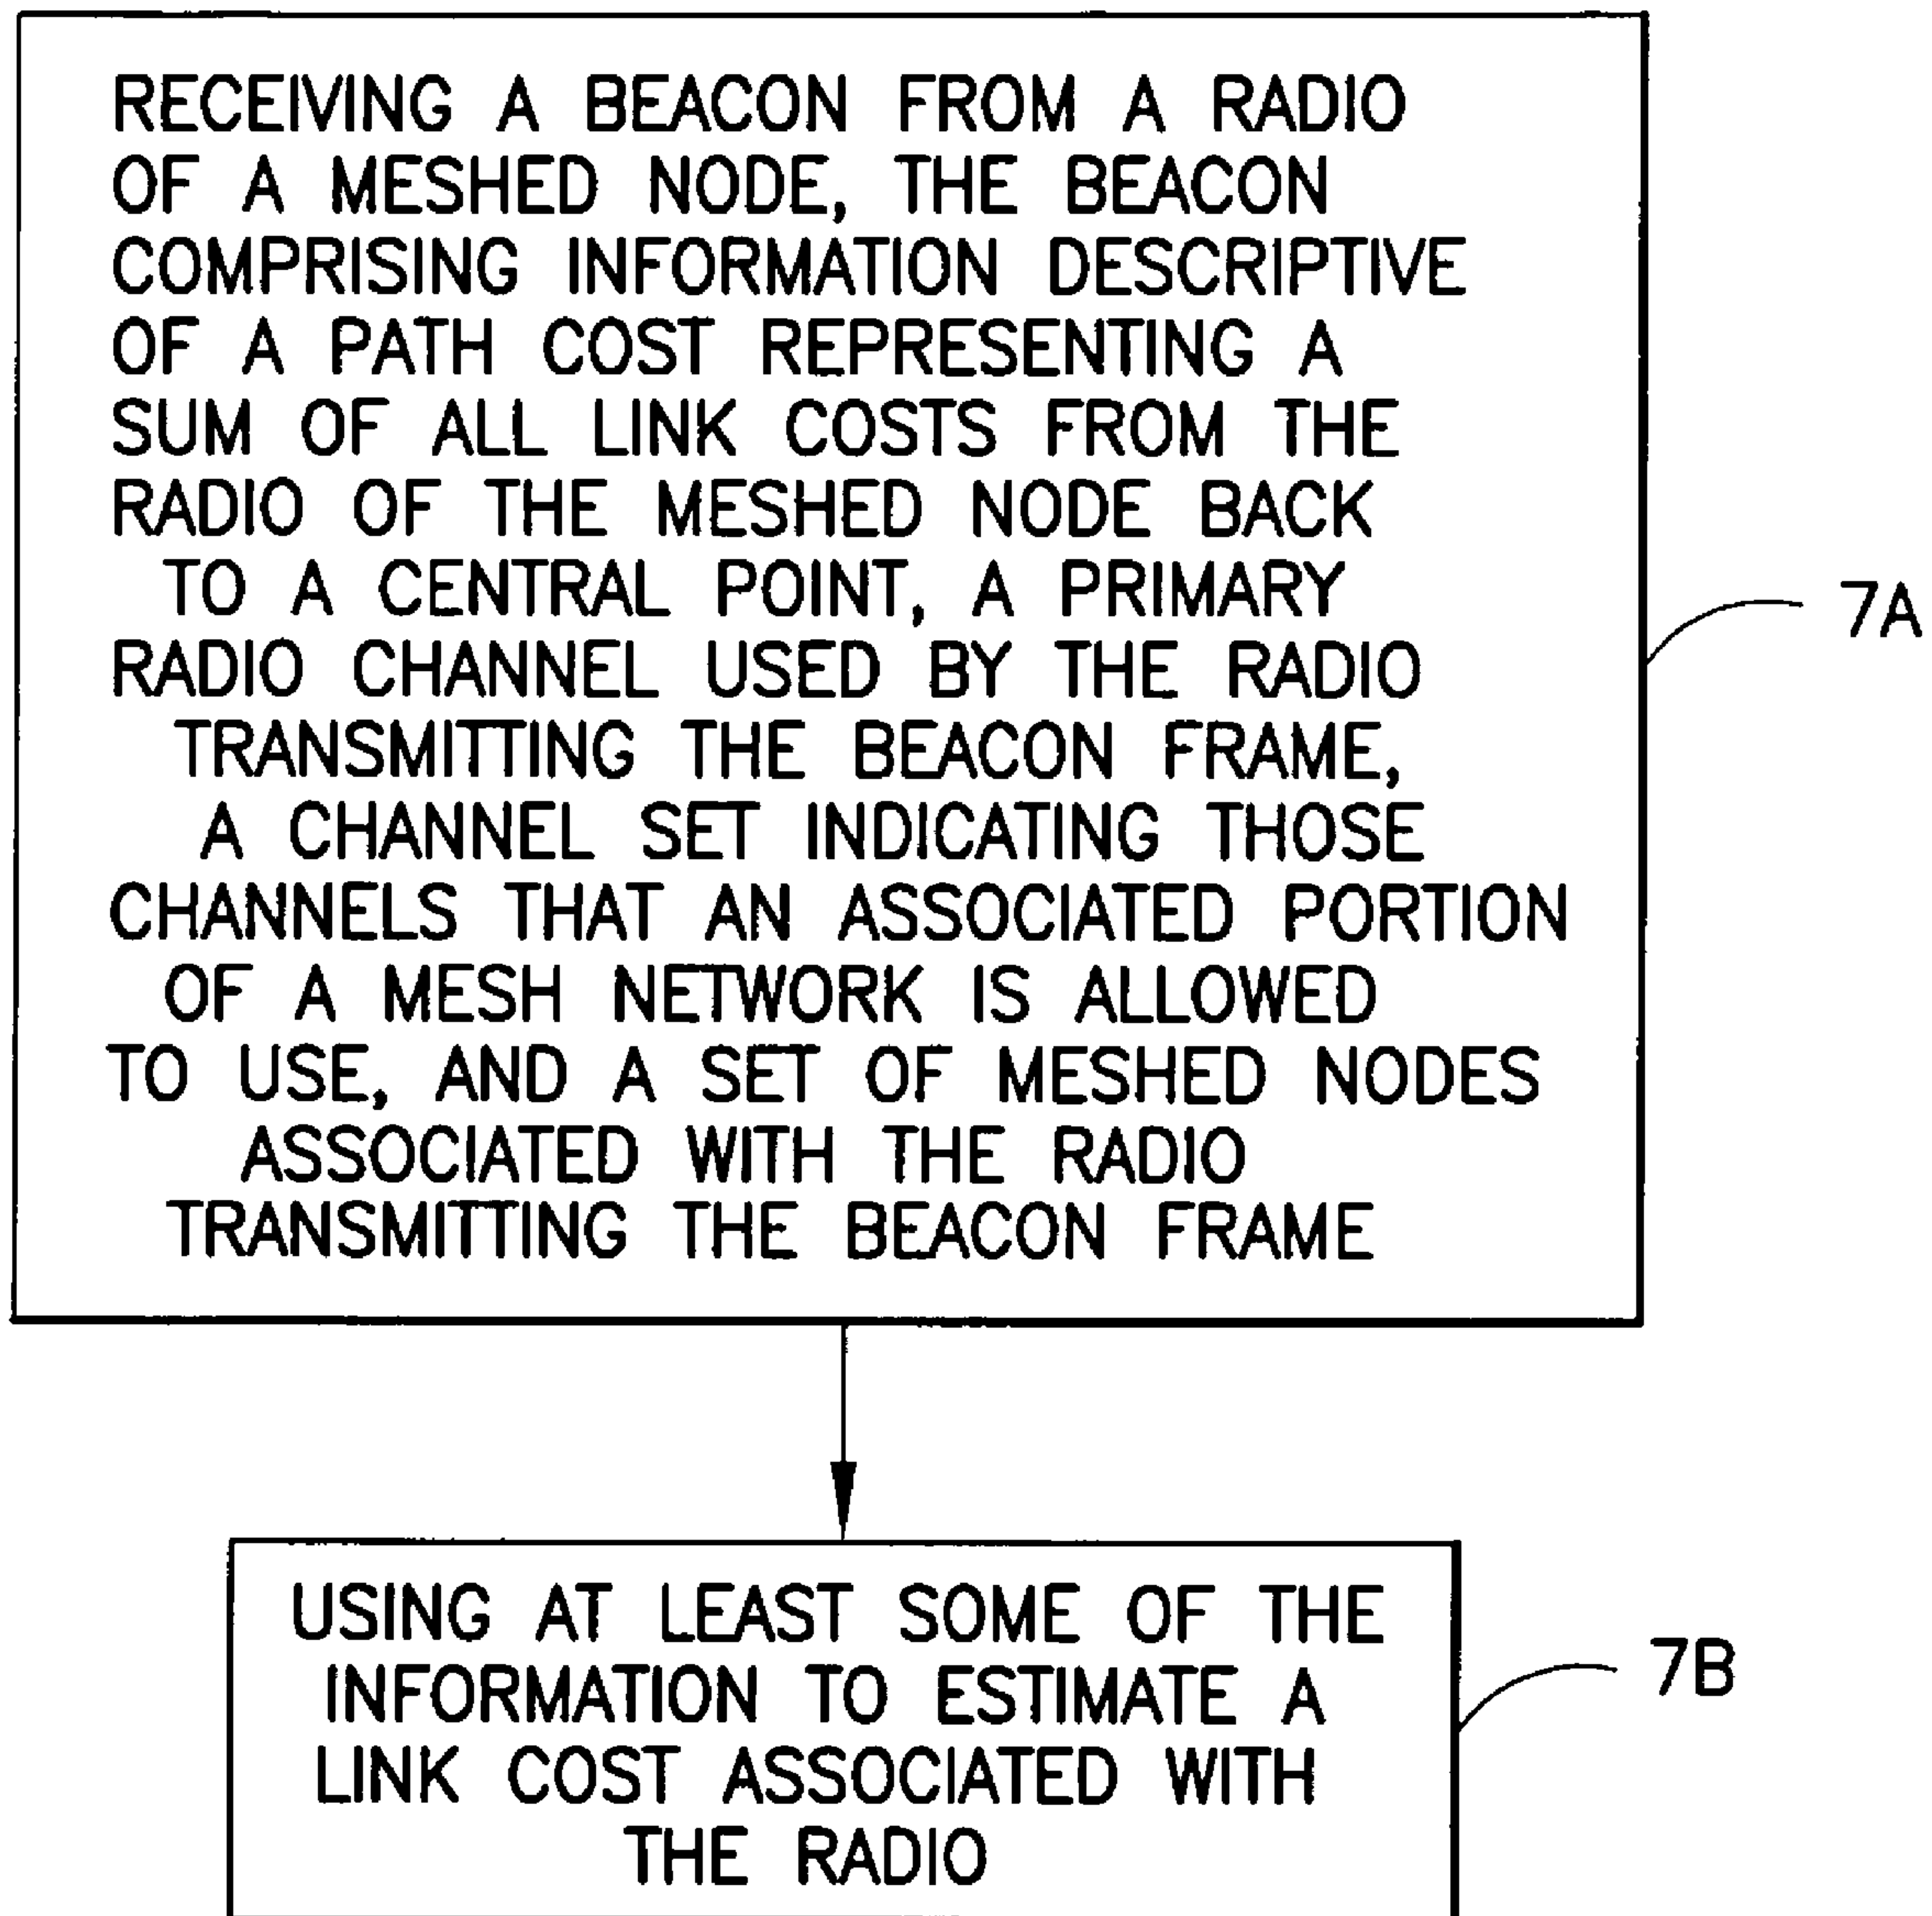 RECEIVING A BEACON FROM A RADIO
OF A MESHED NODE, THE BEACON
COMPRISING INFORMATION DESCRIPTIVE
OF A PATH COST REPRESENTING A
SUM OF ALL LINK COSTS FROM THE
RADIO OF THE MESHED NODE BACK
TO A CENTRAL POINT, A PRIMARY
RADIO CHANNEL USED BY THE RADIO
TRANSMITTING THE BEACON FRAME,
A CHANNEL SET INDICATING THOSE
CHANNELS THAT AN ASSOCIATED PORTION
OF A MESH NETWORK IS ALLOWED
TO USE, AND A SET OF MESHED NODES
ASSOCIATED WITH THE RADIO
TRANSMITTING THE BEACON FRAME
7A
USING AT LEAST SOME OF THE
INFORMATION TO ESTIMATE A
LINK COST ASSOCIATED WITH
THE RADIO
7B